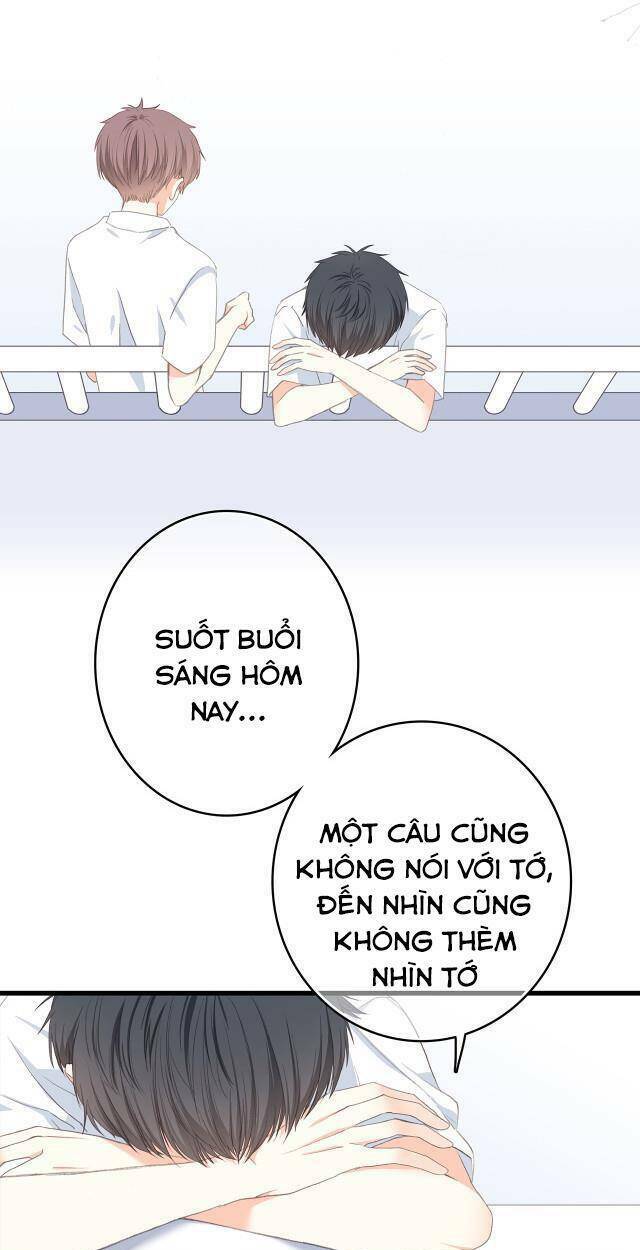 SUỐT BUỔI
SÁNG HÔM
NAY...
MỘT CÂU CŨNG
KHÔNG NÓI VỚI TỚ,
ĐẾN NHÌN CŨNG
KHÔNG THÈM
NHÌN TỚ